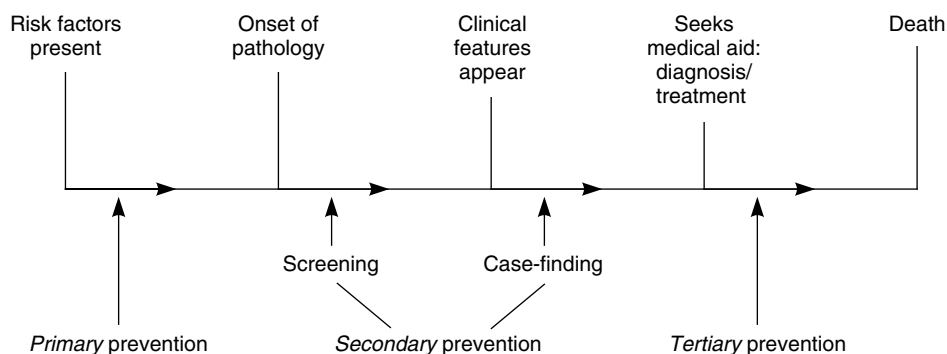 Risk factors
present
Onset of
pathology
Clinical
features
appear
Seeks
medical aid:
diagnosis/
treatment
Death
Screening
Case-finding
Primary prevention
Secondary prevention
Tertiary prevention